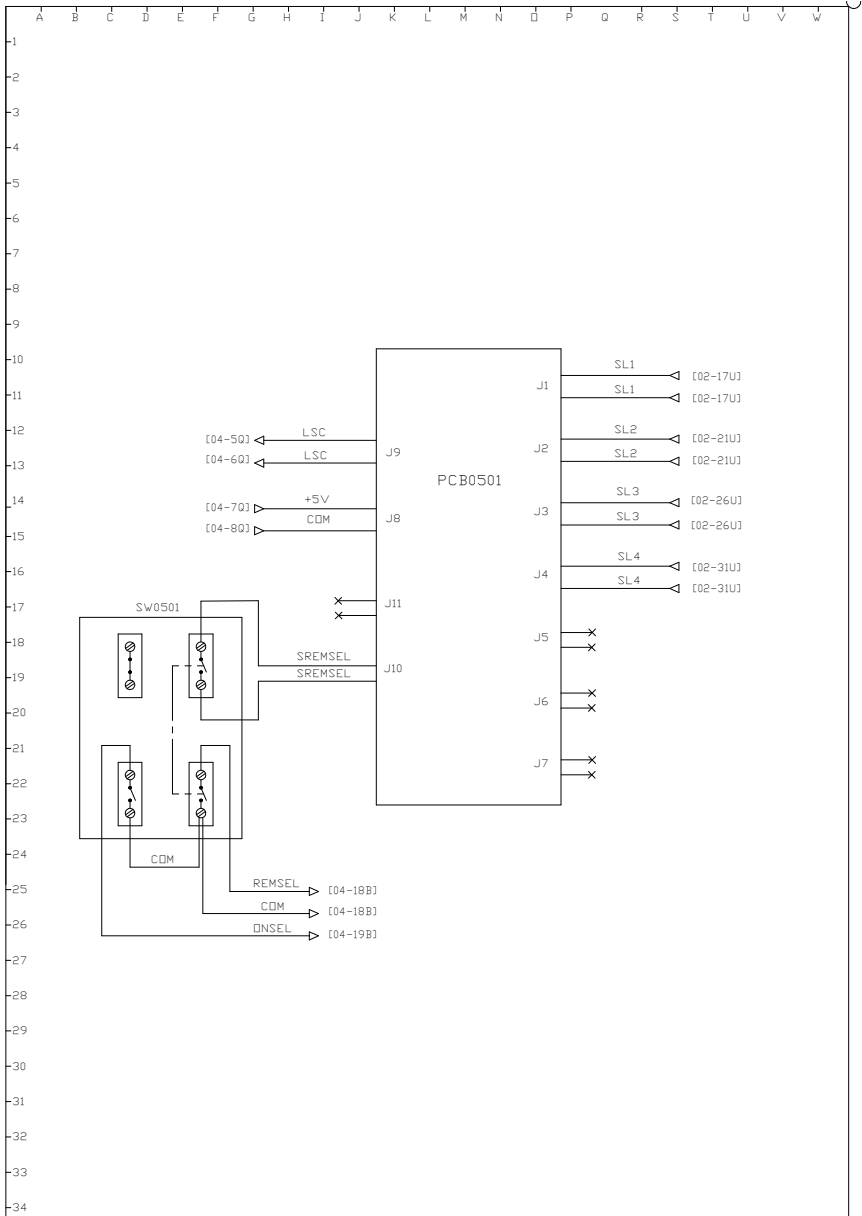 A B C D E F G H I J K L M N O P Q R S T U V W
1
2
3
4
5
6
7
8
9
10
11
12
13
14
15
16
17
18
19
20
21
22
23
24
25
26
27
28
29
30
31
32
33
34
SL1
J1 [02-17U]
SL1
[02-17U]
LSC
[04-5Q]
LSC
[04-6Q]
J9
SL2
[02-21U]
J2
SL2
[02-21U]
PCB0501
+5V
[04-7Q]
COM
[04-8Q]
J8
SL3
[02-26U]
J3
SL3
[02-26U]
SL4
[02-31U]
J4
SL4
[02-31U]
J11
SW0501
J5
SREMSEL
SREMSEL
J10
J6
J7
COM
REMSEL
[04-18B]
COM
[04-18B]
ONSEL
[04-19B]